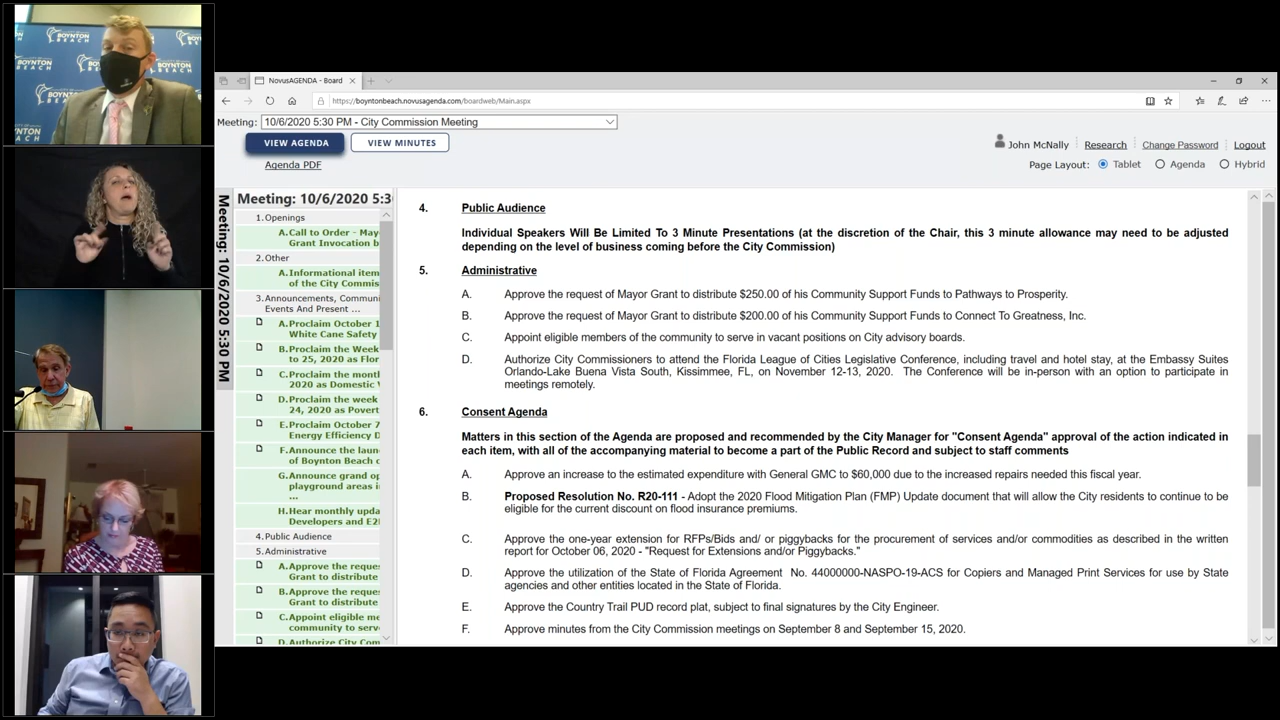 BOYNTON
BEACH
NovusAGENDA - Board
https://boyntonbeach.novusagenda.com/boardweb/Main.aspx
Meeting: 10/6/2020 5:30 PM - City Commission Meeting
VIEW AGENDA VIEW MINUTES
Agenda PDF
John McNally Research Change Password Logout
Page Layout: Tablet Agenda Hybrid
Meeting: 10/6/2020 5:30 PM
Meeting: 10/6/2020 5:3
1.Openings
A.Call to Order - May
Grant Invocation b
2.Other
A.Informational item
of the City Commis
3.Announcements, Commun
Events And Present ...
A.Proclaim October 1
White Cane Safety
B.Proclaim the Week
to 25, 2020 as Flor
C.Proclaim the month
2020 as Domestic V
D.Proclaim the week
24, 2020 as Povert
E.Proclaim October 7
Energy Efficiency D
F.Announce the laun
of Boynton Beach c
G.Announce grand op
playground areas i
...
H.Hear monthly upda
Developers and E2
4.Public Audience
5.Administrative
A.Approve the reque
Grant to distribute
B.Approve the reque
Grant to distribute
C.Appoint eligible me
community to serv
D.Authorize City Com
4. Public Audience
Individual Speakers Will Be Limited To 3 Minute Presentations (at the discretion of the Chair, this 3 minute allowance may need to be adjusted
depending on the level of business coming before the City Commission)
5. Administrative
A. Approve the request of Mayor Grant to distribute $250.00 of his Community Support Funds to Pathways to Prosperity.
B. Approve the request of Mayor Grant to distribute $200.00 of his Community Support Funds to Connect To Greatness, Inc.
C. Appoint eligible members of the community to serve in vacant positions on City advisory boards.
D. Authorize City Commissioners to attend the Florida League of Cities Legislative Conference, including travel and hotel stay, at the Embassy Suites
Orlando-Lake Buena Vista South, Kissimmee, FL, on November 12-13, 2020. The Conference will be in-person with an option to participate in
meetings remotely.
6. Consent Agenda
Matters in this section of the Agenda are proposed and recommended by the City Manager for "Consent Agenda" approval of the action indicated in
each item, with all of the accompanying material to become a part of the Public Record and subject to staff comments
A. Approve an increase to the estimated expenditure with General GMC to $60,000 due to the increased repairs needed this fiscal year.
B. Proposed Resolution No. R20-111 - Adopt the 2020 Flood Mitigation Plan (FMP) Update document that will allow the City residents to continue to be
eligible for the current discount on flood insurance premiums.
C. Approve the one-year extension for RFPs/Bids and/ or piggybacks for the procurement of services and/or commodities as described in the written
report for October 06, 2020 - "Request for Extensions and/or Piggybacks."
D. Approve the utilization of the State of Florida Agreement No. 44000000-NASPO-19-ACS for Copiers and Managed Print Services for use by State
agencies and other entities located in the State of Florida.
E. Approve the Country Trail PUD record plat, subject to final signatures by the City Engineer.
F. Approve minutes from the City Commission meetings on September 8 and September 15, 2020.